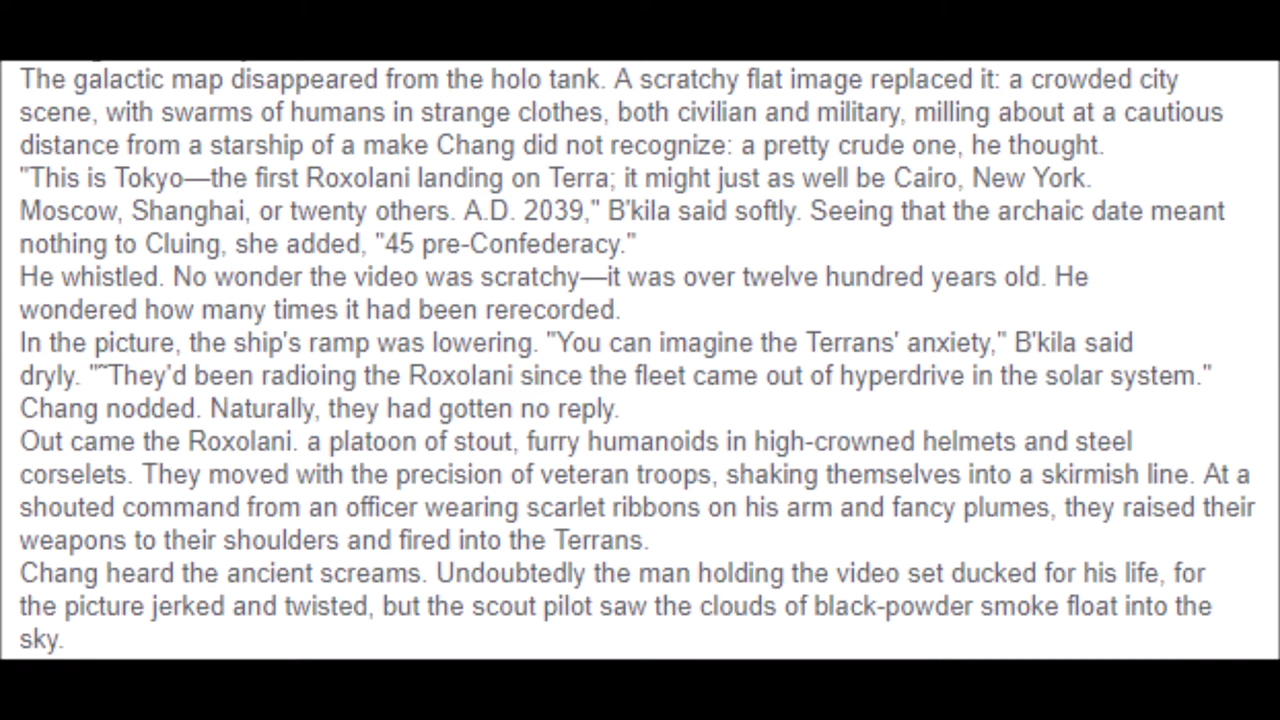 The galactic map disappeared from the holo tank. A scratchy flat image replaced it: a crowded city
scene, with swarms of humans in strange clothes, both civilian and military, milling about at a cautious
distance from a starship of a make Chang did not recognize: a pretty crude one, he thought.
"This is Tokyo—the first Roxolani landing on Terra; it might just as well be Cairo, New York.
Moscow, Shanghai, or twenty others. A.D. 2039," B'kila said softly. Seeing that the archaic date meant
nothing to Cluing, she added, "45 pre-Confederacy."
He whistled. No wonder the video was scratchy—it was over twelve hundred years old. He
wondered how many times it had been rerecorded.
In the picture, the ship's ramp was lowering. "You can imagine the Terrans' anxiety," B'kila said
dryly. "˜They'd been radioing the Roxolani since the fleet came out of hyperdrive in the solar system."
Chang nodded. Naturally, they had gotten no reply.
Out came the Roxolani. a platoon of stout, furry humanoids in high-crowned helmets and steel
corselets. They moved with the precision of veteran troops, shaking themselves into a skirmish line. At a
shouted command from an officer wearing scarlet ribbons on his arm and fancy plumes, they raised their
weapons to their shoulders and fired into the Terrans.
Chang heard the ancient screams. Undoubtedly the man holding the video set ducked for his life, for
the picture jerked and twisted, but the scout pilot saw the clouds of black-powder smoke float into the
sky.